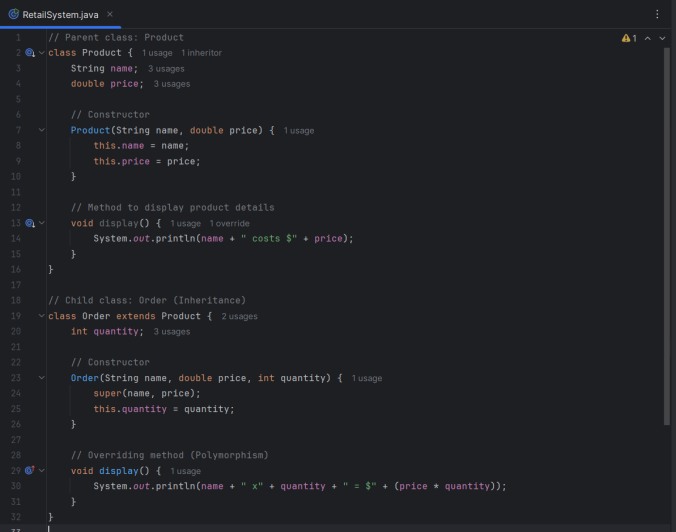 RetailSystem.java
1
1 // Parent class: Product
2 class Product { 1 usage 1 inheritor
3 String name; 3 usages
4 double price; 3 usages
5
6 // Constructor
7 Product(String name, double price) { 1 usage
8 this.name = name;
9 this.price = price;
10 }
11
12 // Method to display product details
13 void display() { 1 usage 1 override
14 System.out.println(name + " costs $" + price);
15 }
16 }
17
18 // Child class: Order (Inheritance)
19 class Order extends Product { 2 usages
20 int quantity; 3 usages
21
22 // Constructor
23 Order(String name, double price, int quantity) { 1 usage
24 super(name, price);
25 this.quantity = quantity;
26 }
27
28 // Overriding method (Polymorphism)
29 void display() { 1 usage
30 System.out.println(name + " x" + quantity + " = $" + (price * quantity));
31 }
32 }
33